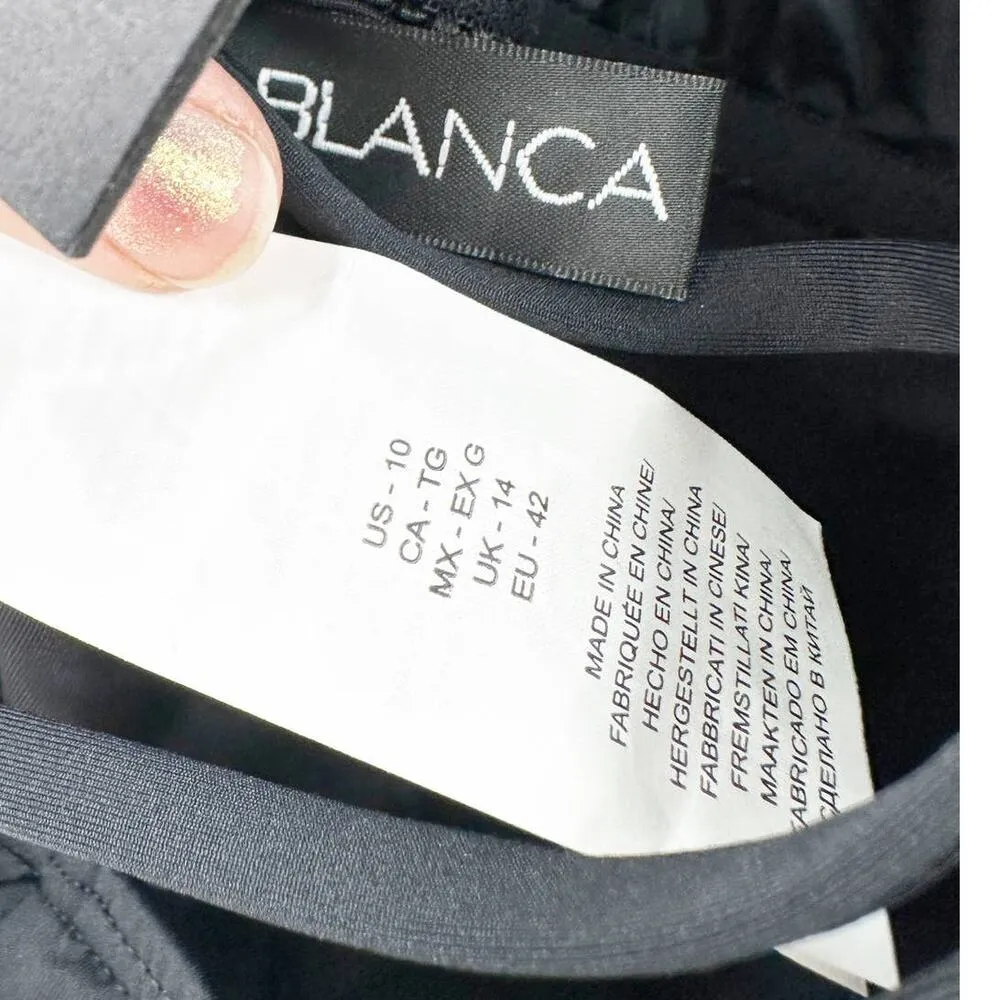 BLANCA
US - 10
CA - TG
MX - EX G
UK - 14
EU - 42
MADE IN CHINA
FABRIQUÉE EN CHINE/
HECHO EN CHINA/
HERGESTELLT IN CHINA
FABBRICATI IN CINESE/
FREMSTILLATI KINA/
MAAKTEN IN CHINA/
FABRICADO EM CHINA/
СДЕЛАНО В КИТАЙ